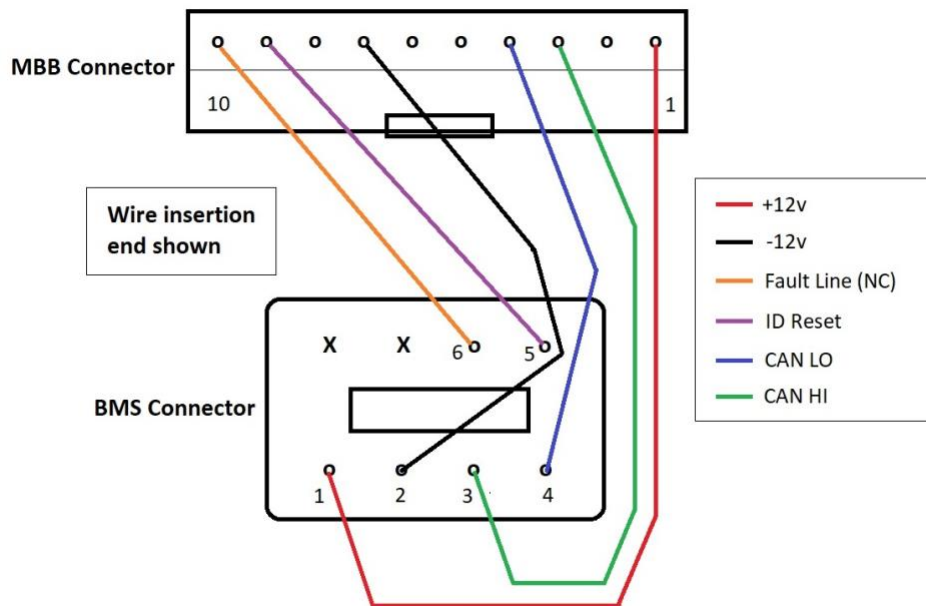 MBB Connector
o o o o o o o o o o
10 1
Wire insertion
end shown
+12v
-12v
Fault Line (NC)
ID Reset
CAN LO
CAN HI
X X 6 o 5 o
BMS Connector
o o o o
1 2 3 4